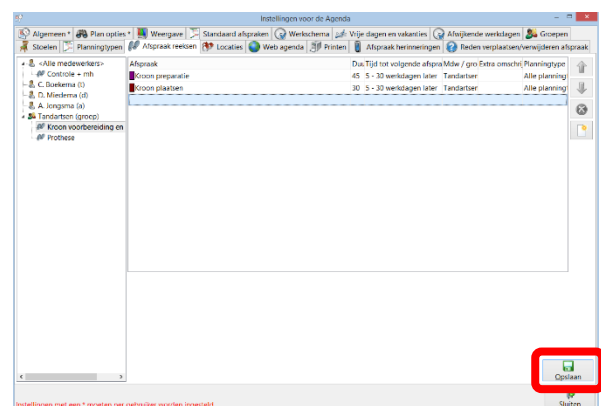 Instellingen voor de Agenda
Algemeen * Plan opties * Weergave Standaard afspraken Werkschema Vrije dagen en vakanties Afwijkende werkdagen Groepen
Stoelen Planningtypen Afspraak reeksen Locaties Web agenda Printen Afspraak herinneringen Reden verplaatsen/verwijderen afspraak
<Alle medewerkers>
Controle + mh
C. Boekema (t)
D. Miedema (d)
A. Jongsma (a)
Tandartsen (groep)
Kroon voorbereiding en
Prothese
Afspraak Duu Tijd tot volgende afspra Mdw / gro Extra omschrij Planningtype
Kroon preparatie 45 5 - 30 werkdagen later Tandartser Alle planning
Kroon plaatsen 30 5 - 30 werkdagen later Tandartser Alle planning
Opslaan
Instellingen met een * moeten per gebruiker worden ingesteld
Sluiten